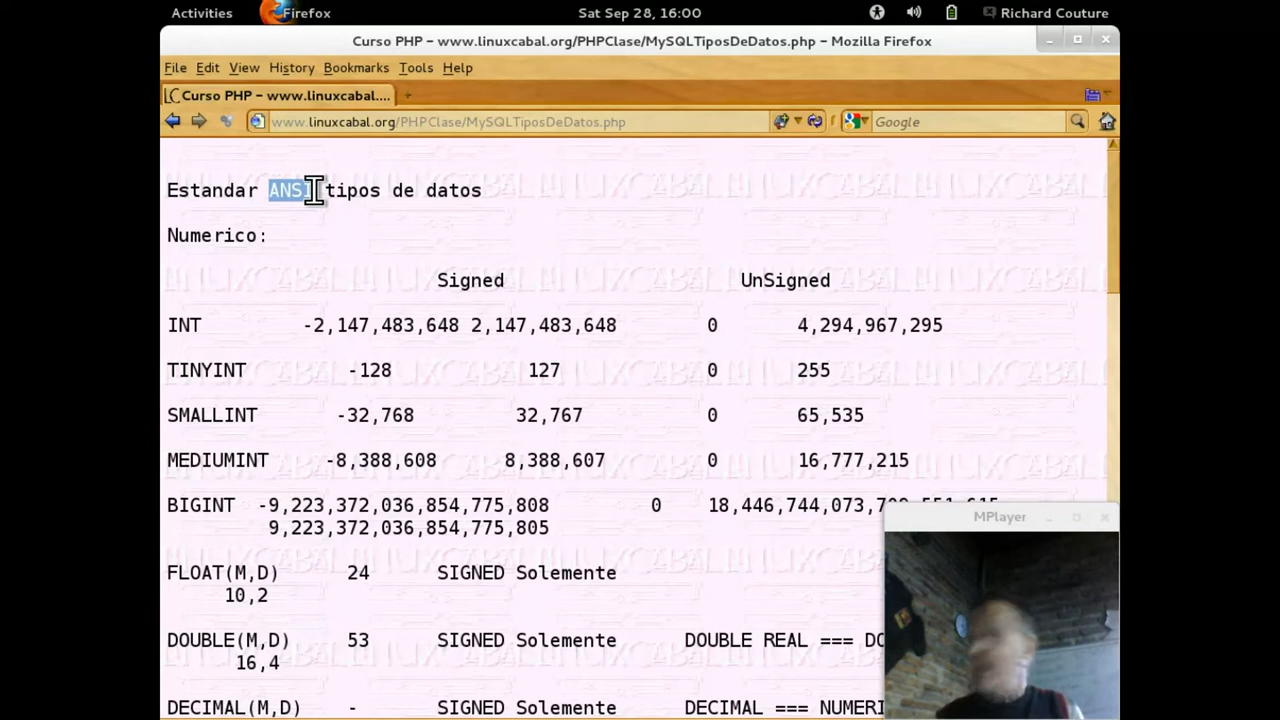 Activities Firefox Sat Sep 28, 16:00 Richard Couture
Curso PHP - www.linuxcabal.org/PHPClase/MySQLTiposDeDatos.php - Mozilla Firefox
File Edit View History Bookmarks Tools Help
Curso PHP - www.linuxcabal.... +
www.linuxcabal.org/PHPClase/MySQLTiposDeDatos.php Google
Estandar ANSI tipos de datos
Numerico:
Signed UnSigned
INT -2,147,483,648 2,147,483,648 0 4,294,967,295
TINYINT -128 127 0 255
SMALLINT -32,768 32,767 0 65,535
MEDIUMINT -8,388,608 8,388,607 0 16,777,215
BIGINT -9,223,372,036,854,775,808 0
9,223,372,036,854,775,805
MPlayer
FLOAT(M,D) 24 SIGNED Solemente
10,2
DOUBLE(M,D) 53 SIGNED Solemente DOUBLE REAL ===
16,4
DECIMAL(M,D) - SIGNED Solemente DECIMAL ===